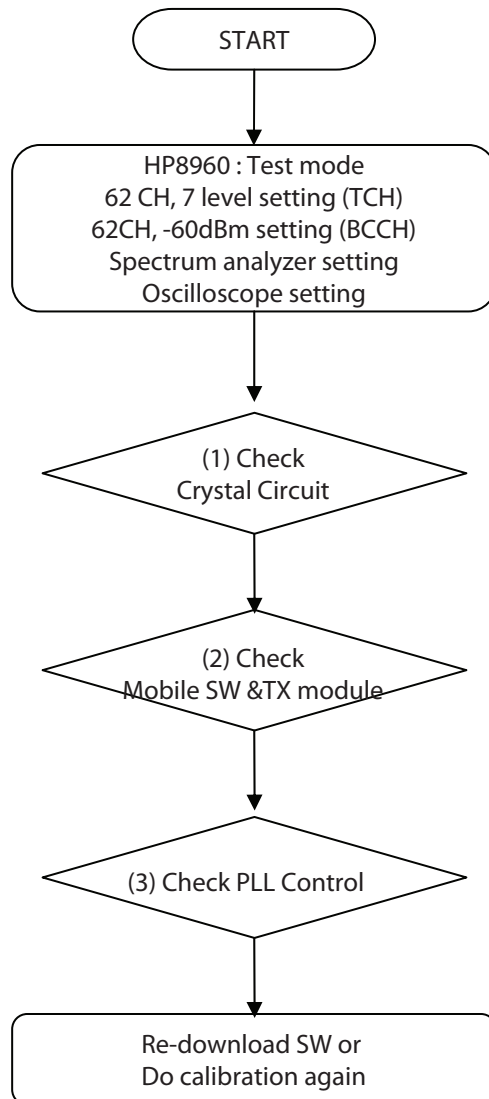 START
HP8960 : Test mode
62 CH, 7 level setting (TCH)
62CH, -60dBm setting (BCCH)
Spectrum analyzer setting
Oscilloscope setting
(1) Check
Crystal Circuit
(2) Check
Mobile SW &TX module
(3) Check PLL Control
Re-download SW or
Do calibration again